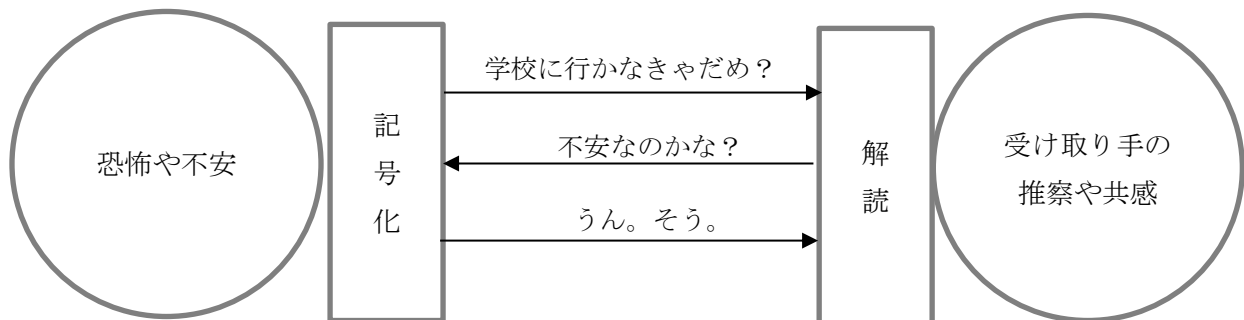 恐怖や不安
記号化
学校に行かなきゃだめ？
不安なのかな？
うん。そう。
解読
受け取り手の
推察や共感